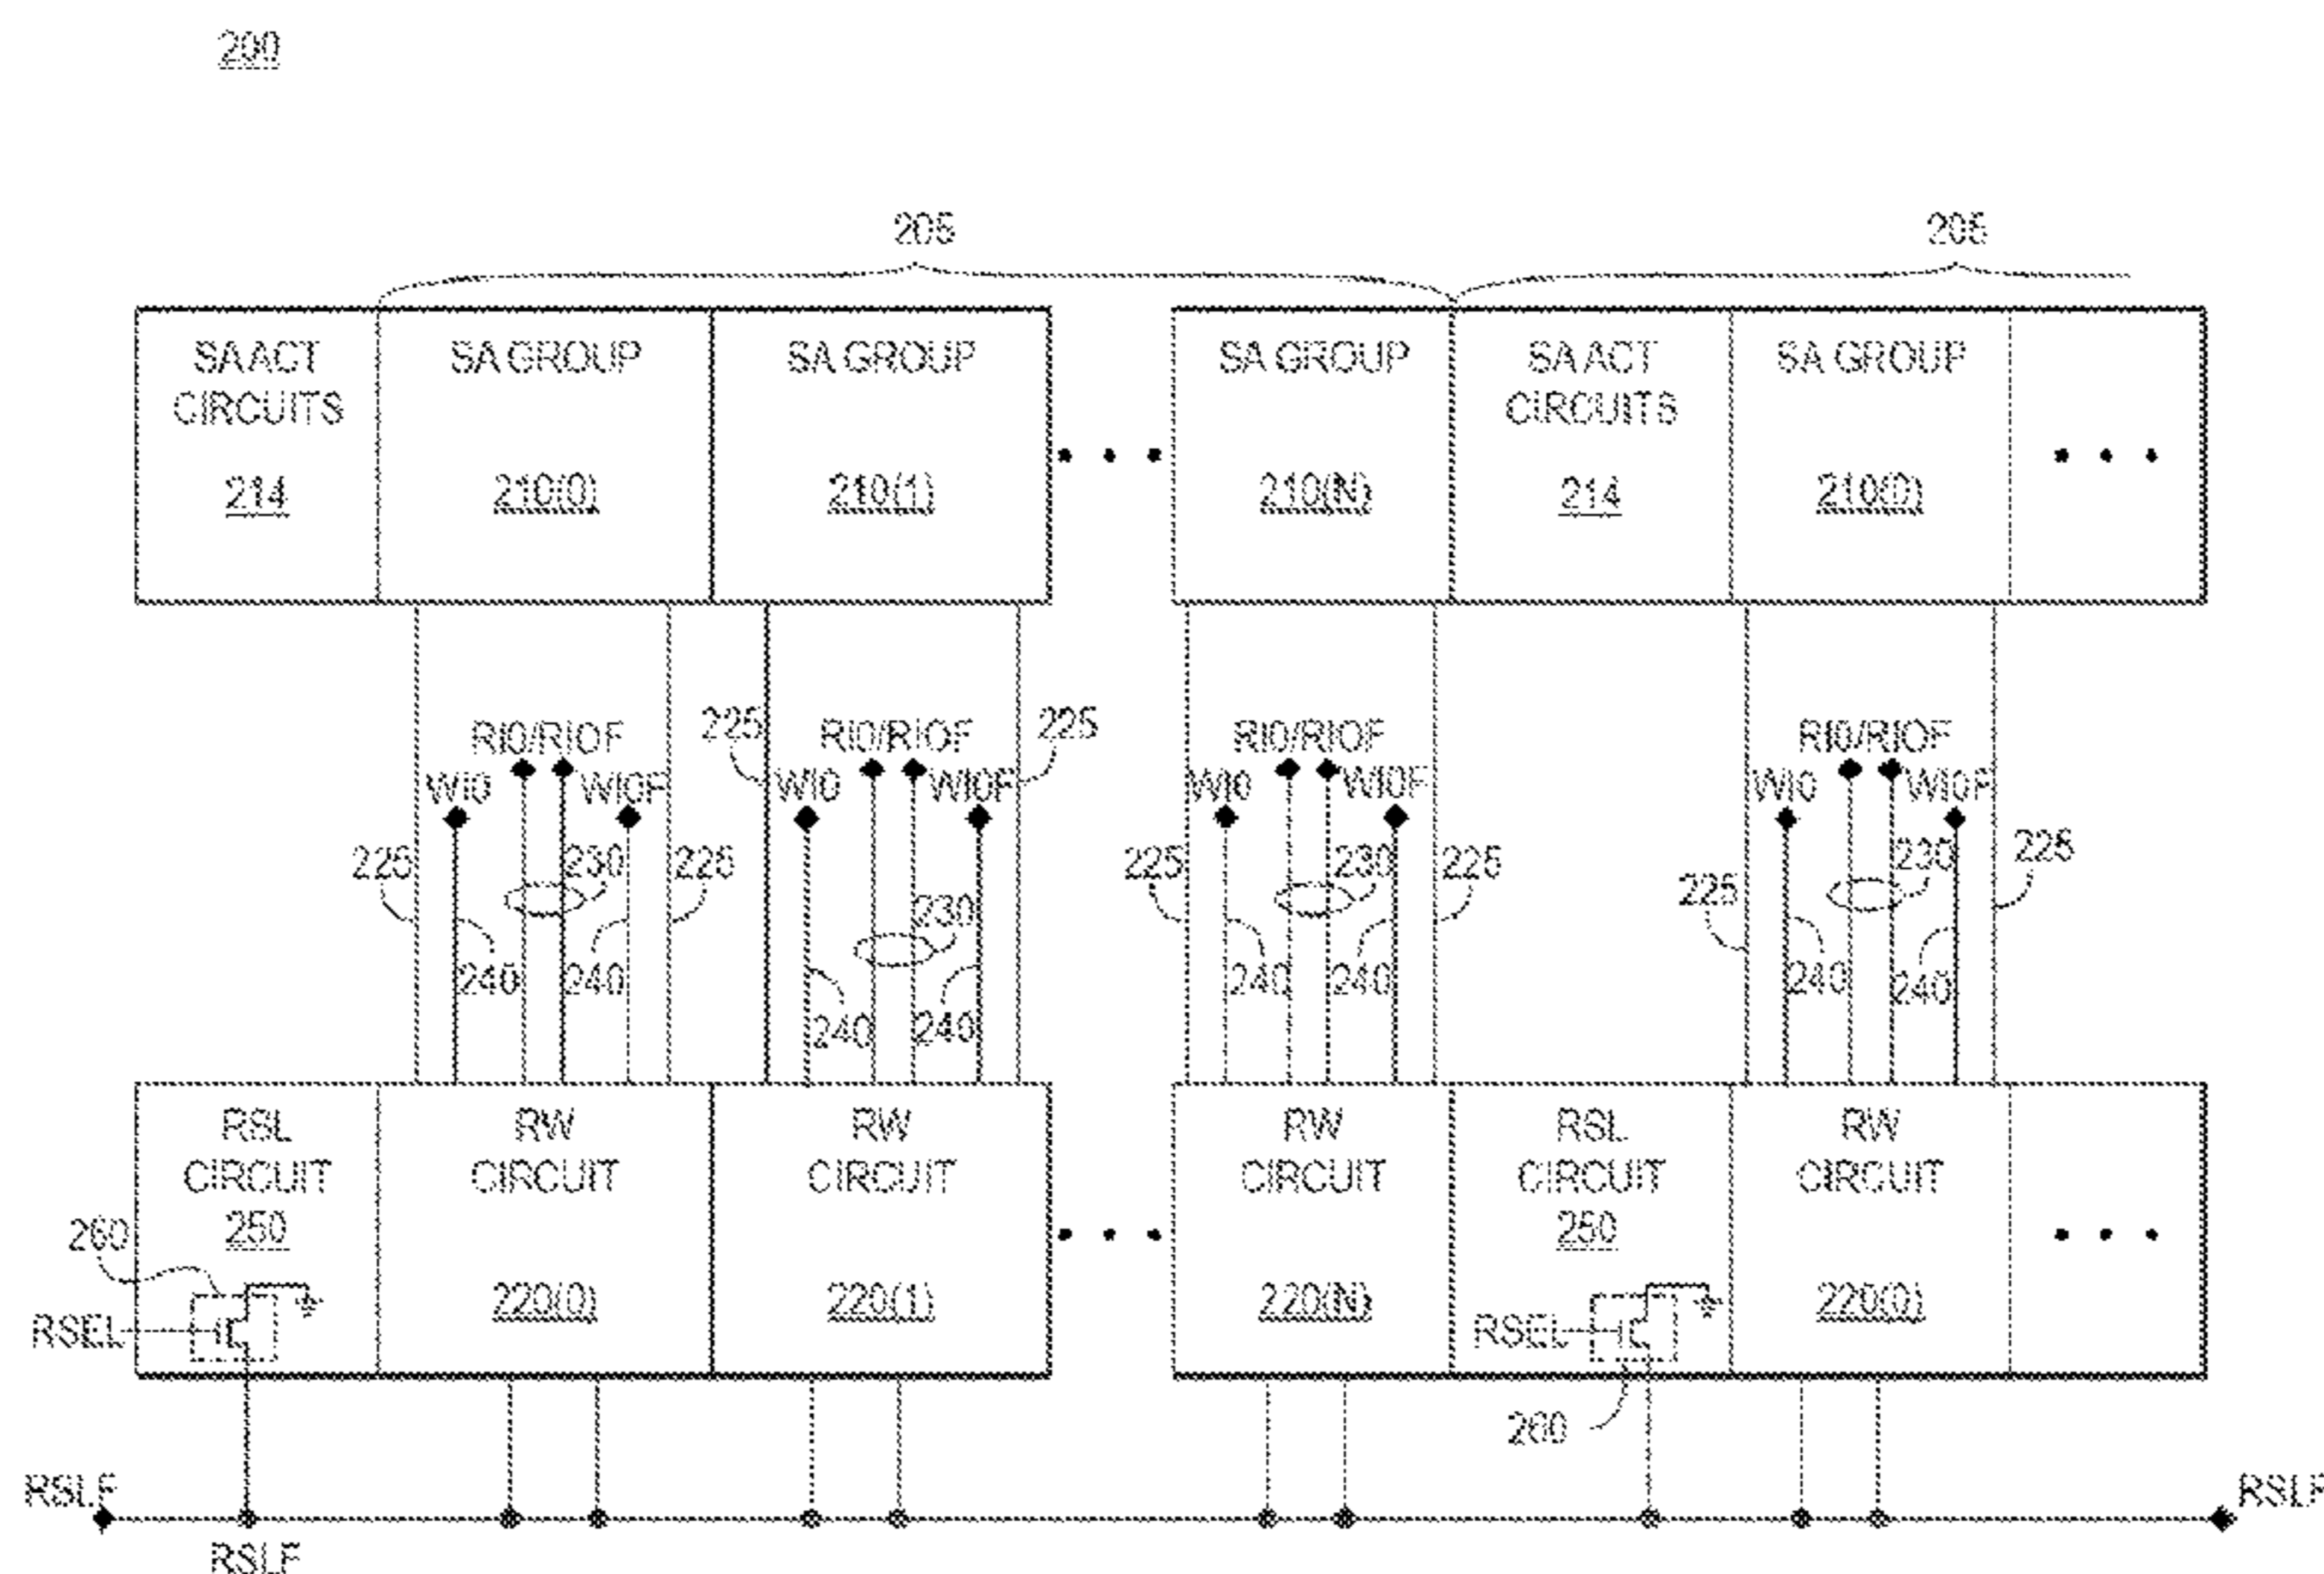 200
205 205
SA ACT CIRCUITS 214
SA GROUP 210(0)
SA GROUP 210(1)
SA GROUP 210(N)
SA ACT CIRCUITS 214
SA GROUP 210(0)
RIO/RIOF 225 RIO/RIOF 225 RIO/RIOF RIO/RIOF
WIO WIOF WIO WIOF WIO WIOF WIO WIOF
225 230 225 225 230 225 230 225
225
230
240 240 240 240 240 240
240 240
RSL CIRCUIT 250
RW CIRCUIT 220(0)
RW CIRCUIT 220(1)
RW CIRCUIT 220(N)
RSL CIRCUIT 250
RW CIRCUIT 220(0)
260
RSEL RSEL
260
RSLF RSLF
RSLF